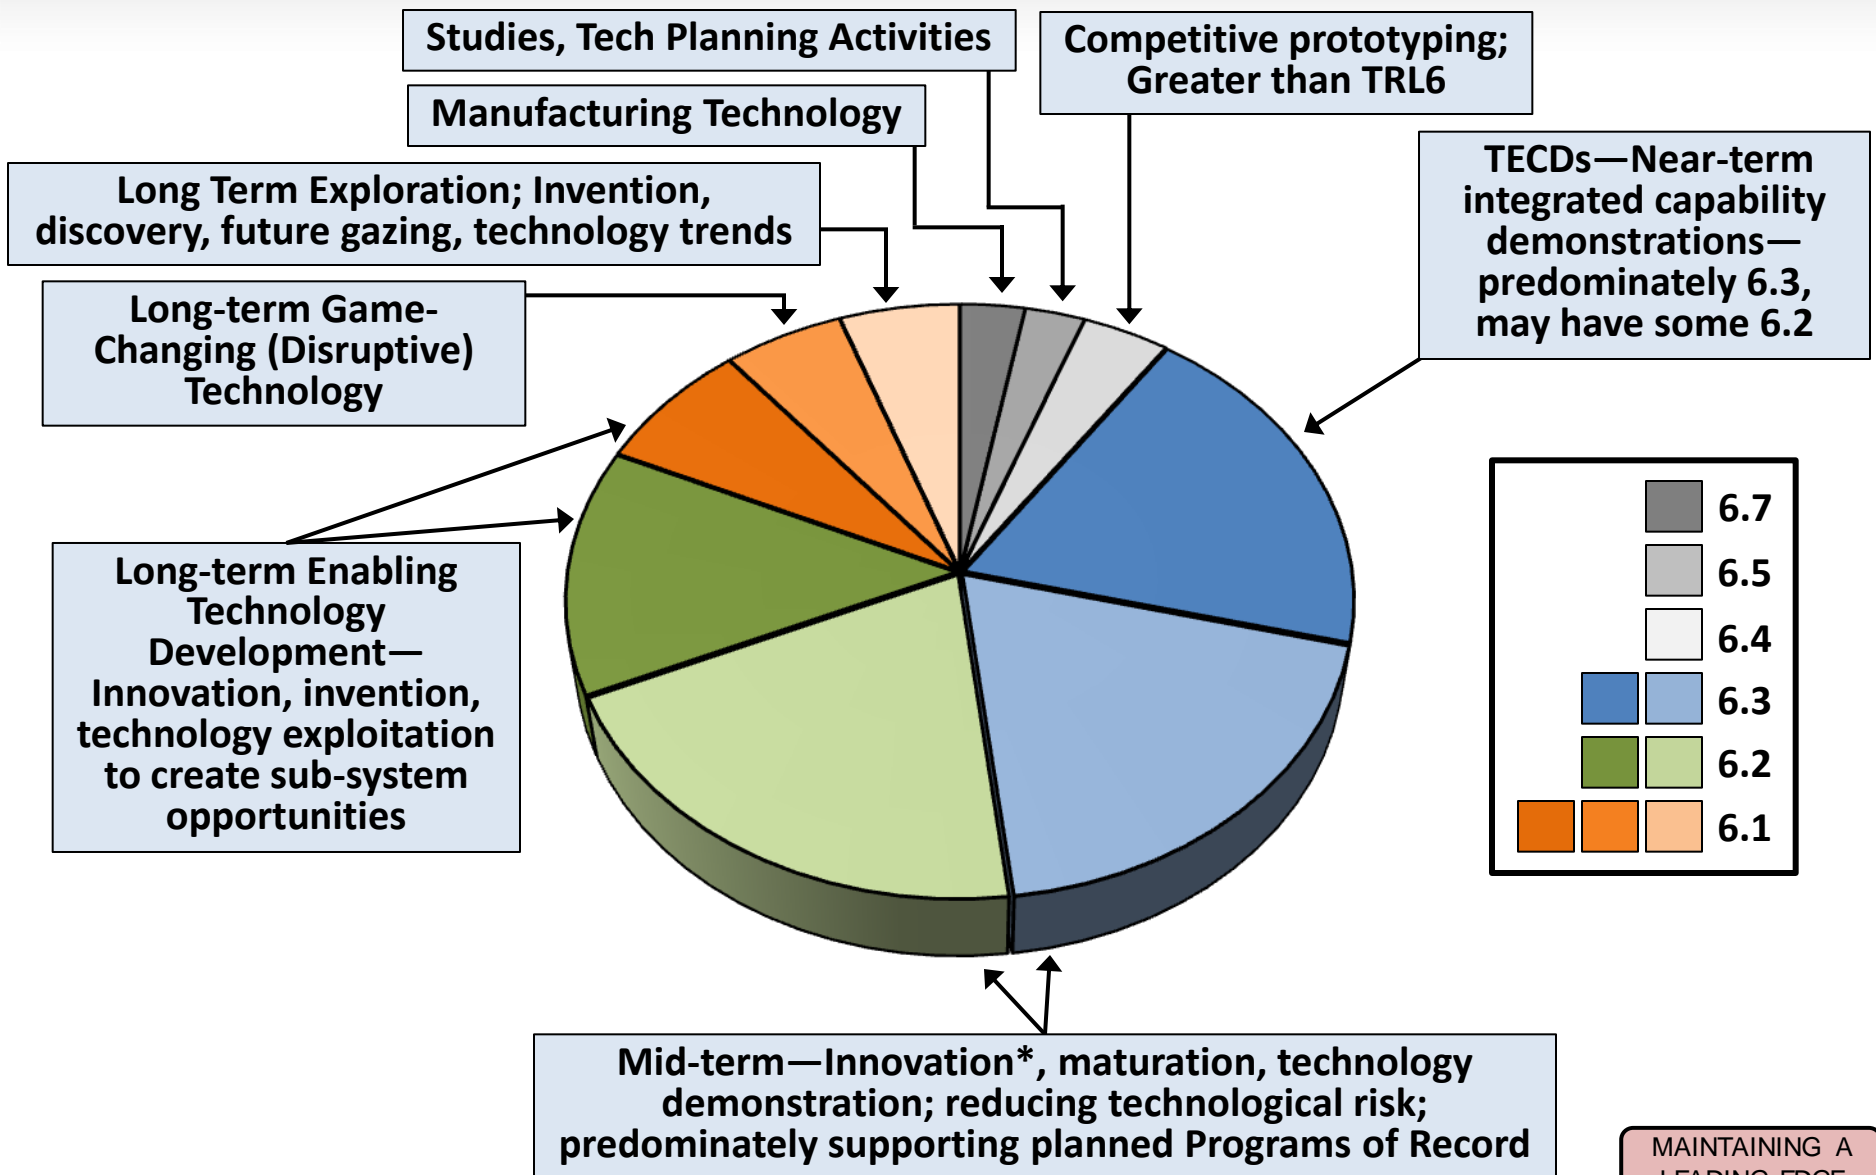 Studies, Tech Planning Activities
Competitive prototyping;
Greater than TRL6
Manufacturing Technology
TECDs—Near-term
integrated capability
demonstrations—
predominately 6.3,
may have some 6.2
Long Term Exploration; Invention,
discovery, future gazing, technology trends
Long-term Game-
Changing (Disruptive)
Technology
6.7
6.5
6.4
6.3
6.2
6.1
Long-term Enabling
Technology
Development—
Innovation, invention,
technology exploitation
to create sub-system
opportunities
Mid-term—Innovation*, maturation, technology
demonstration; reducing technological risk;
predominately supporting planned Programs of Record
MAINTAINING A